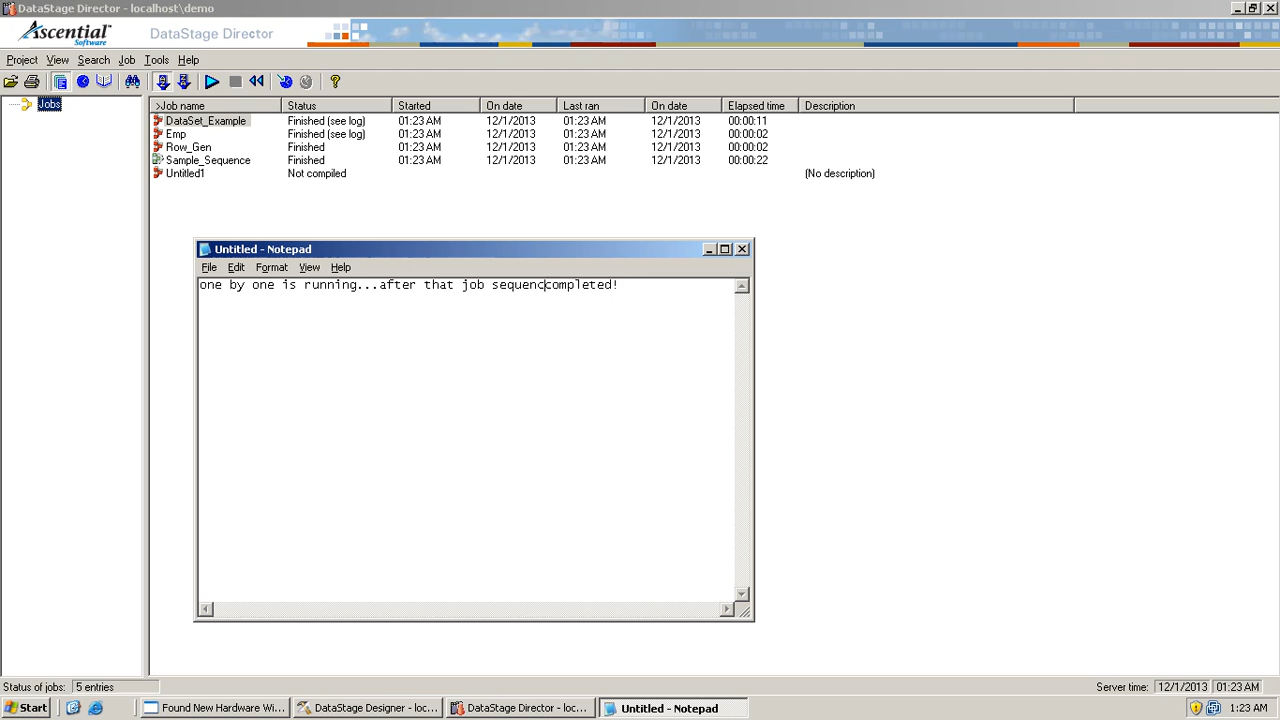 DataStage Director - localhost\demo
Ascential Software DataStage Director
Project View Search Job Tools Help
Jobs
>Job name Status Started On date Last ran On date Elapsed time Description
DataSet_Example Finished (see log) 01:23 AM 12/1/2013 01:23 AM 12/1/2013 00:00:11
Emp Finished (see log) 01:23 AM 12/1/2013 01:23 AM 12/1/2013 00:00:02
Row_Gen Finished 01:23 AM 12/1/2013 01:23 AM 12/1/2013 00:00:02
Sample_Sequence Finished 01:23 AM 12/1/2013 01:23 AM 12/1/2013 00:00:22
Untitled1 Not compiled (No description)
Untitled - Notepad
File Edit Format View Help
one by one is running...after that job sequenccompleted!
Status of jobs: 5 entries Server time: 12/1/2013 01:23 AM
Start Found New Hardware Wi... DataStage Designer - loc... DataStage Director - loc... Untitled - Notepad 1:23 AM